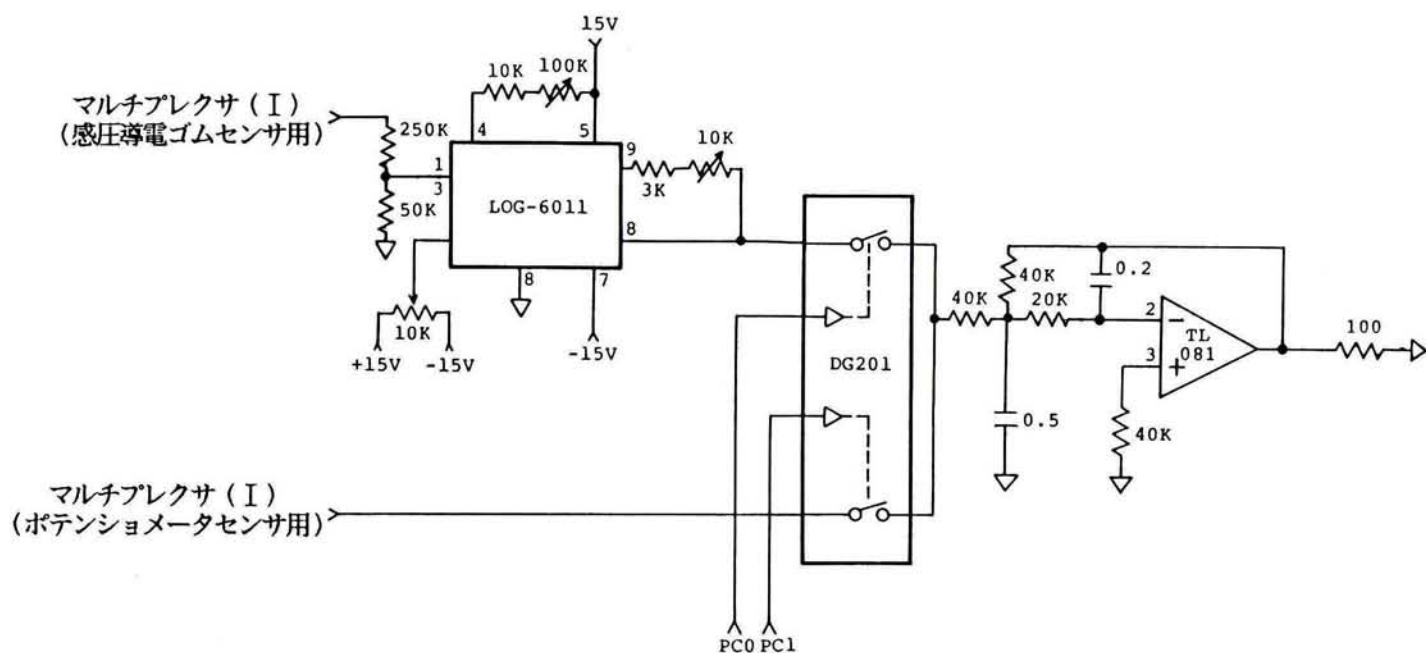 15V
10K
100K
マルチプレクサ(Ⅰ)
(感圧導電ゴムセンサ用)
250K
4
5
1
3
9
10K
3K
50K
LOG-6011
8
8
7
10K
+15V
-15V
-15V
DG201
40K
40K
20K
0.2
2
3
TL
081
100
0.5
40K
マルチプレクサ(Ⅰ)
(ポテンショメータセンサ用)
PC0
PC1